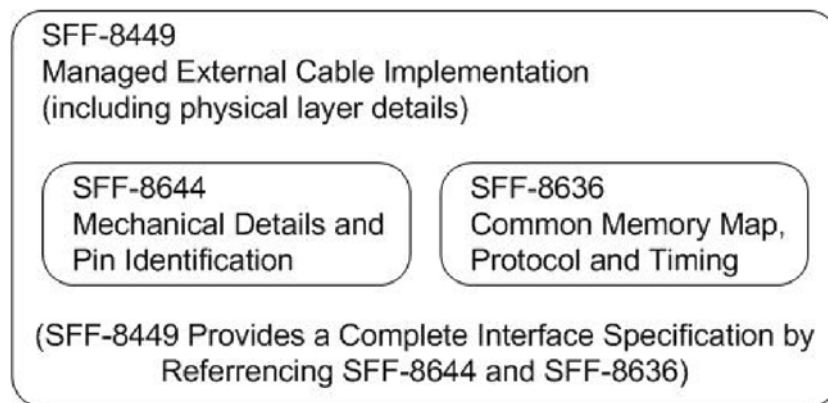 SFF-8449
Managed External Cable Implementation
(including physical layer details)
SFF-8644
Mechanical Details and
Pin Identification
SFF-8636
Common Memory Map,
Protocol and Timing
(SFF-8449 Provides a Complete Interface Specification by
Referrencing SFF-8644 and SFF-8636)